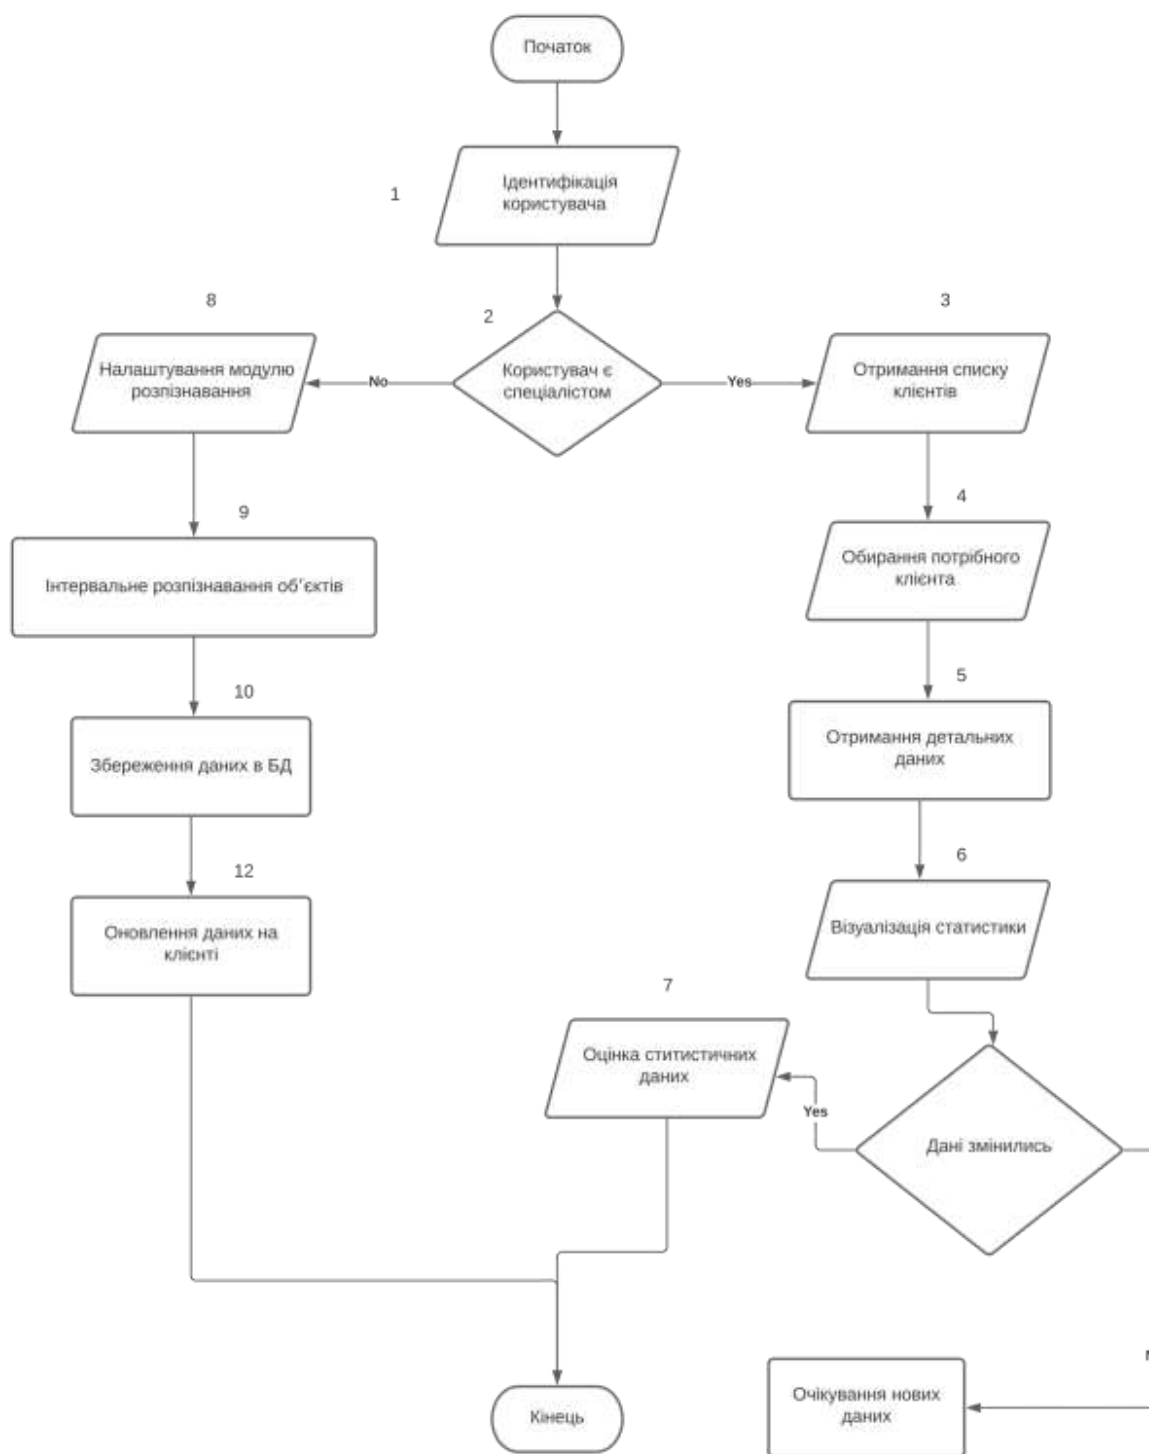 Початок
1
Ідентифікація
користувача
8
2
3
Налаштування модулю
розпізнавання
No
Користувач є
спеціалістом
Yes
Отримання списку
клієнтів
9
4
Інтервальне розпізнавання об'єктів
Обирання потрібного
клієнта
10
5
Збереження даних в БД
Отримання детальних
даних
12
6
Оновлення даних на
клієнті
Візуалізація статистики
7
Оцінка ститистичних
даних
Yes
Дані змінились
Очікування нових
даних
Кінець